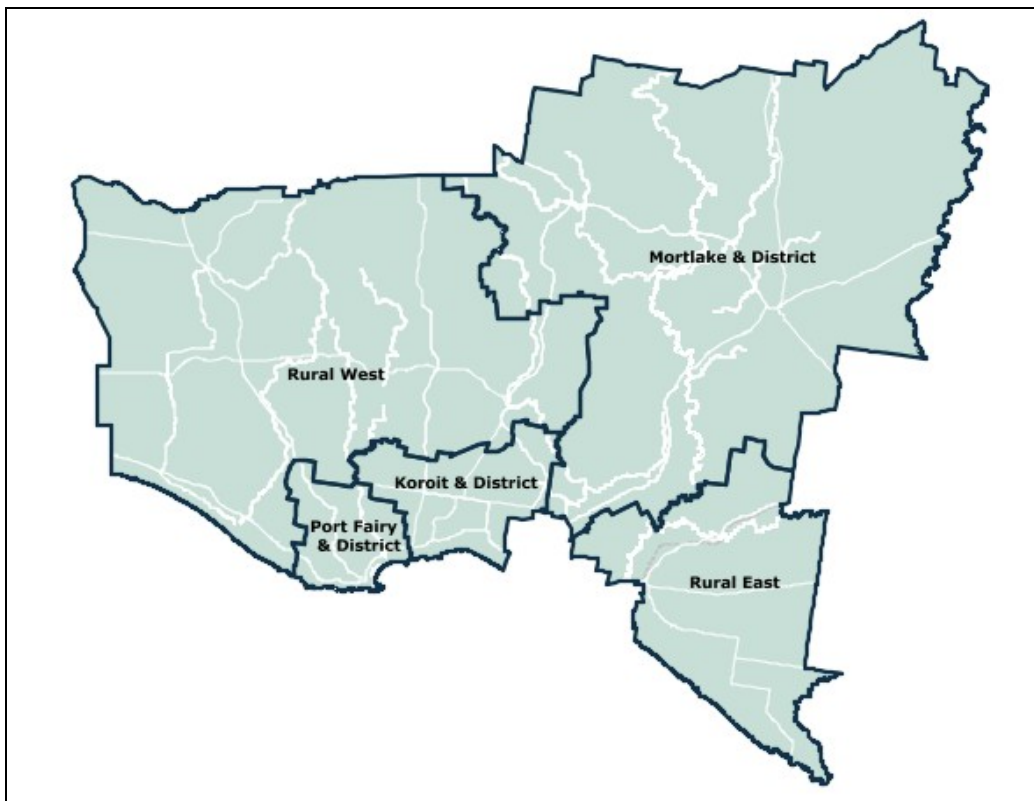 Mortlake & District
Rural West
Koroit & District
Port Fairy
& District
Rural East